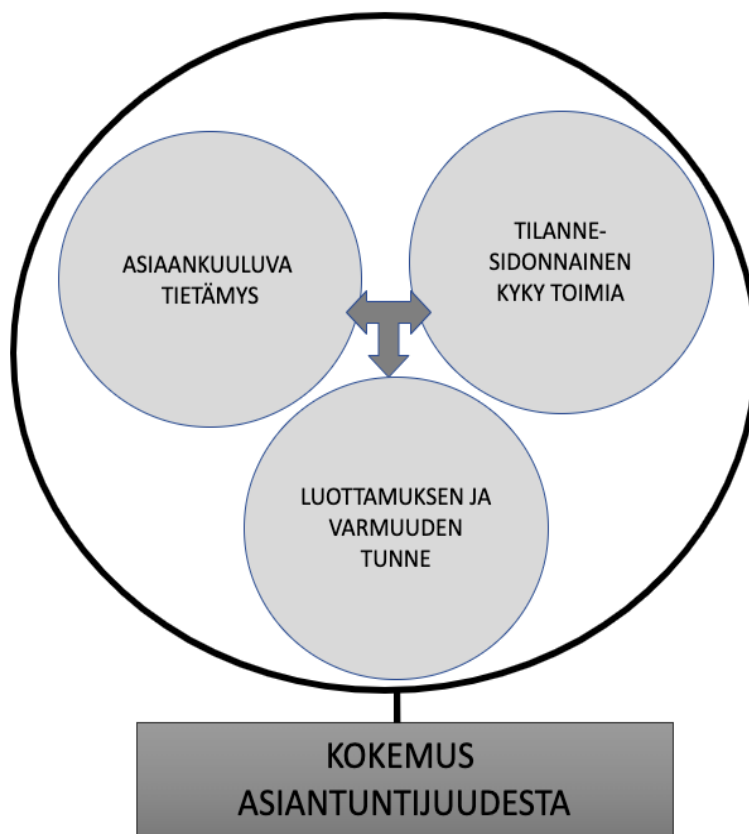 ASIAANKUULUVA
TIETÄMYS
TILANNE-
SIDONNAINEN
KYKY TOIMIA
LUOTTAMUKSEN JA
VARMUUDEN
TUNNE
KOKEMUS
ASIANTUNTIJUUDESTA